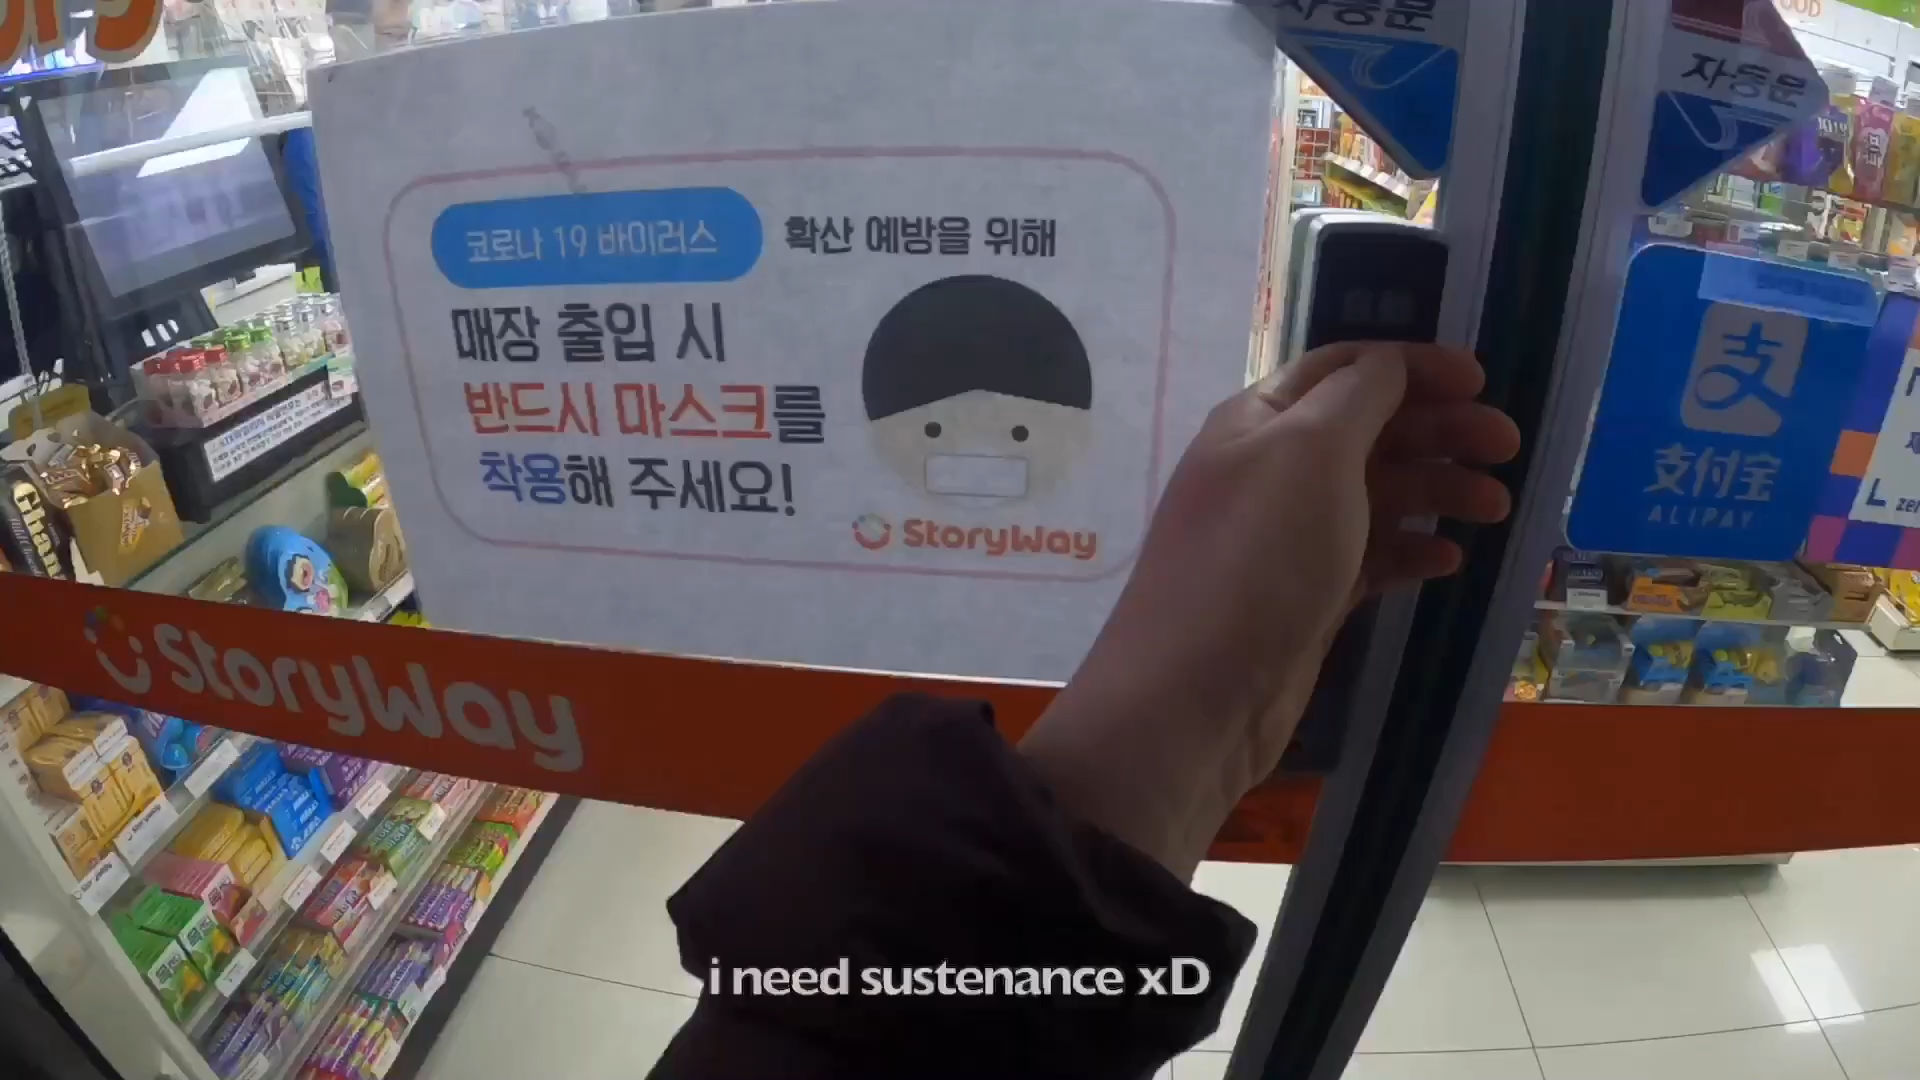 자동문
자동문
코로나 19 바이러스 확산 예방을 위해
매장 출입 시
반드시 마스크를
착용해 주세요!
StoryWay
支
支付宝
ALIPAY
StoryWay
i need sustenance xD